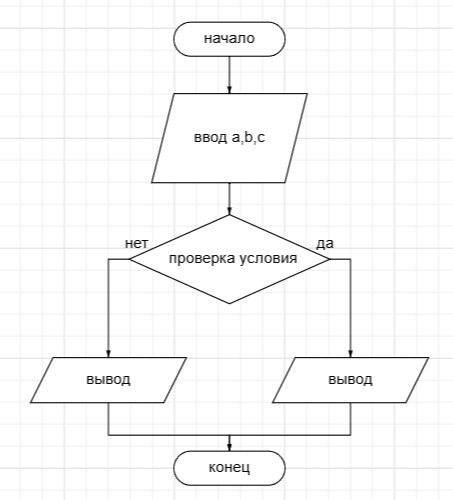 начало
ввод a,b,c
нет
да
проверка условия
вывод
вывод
конец